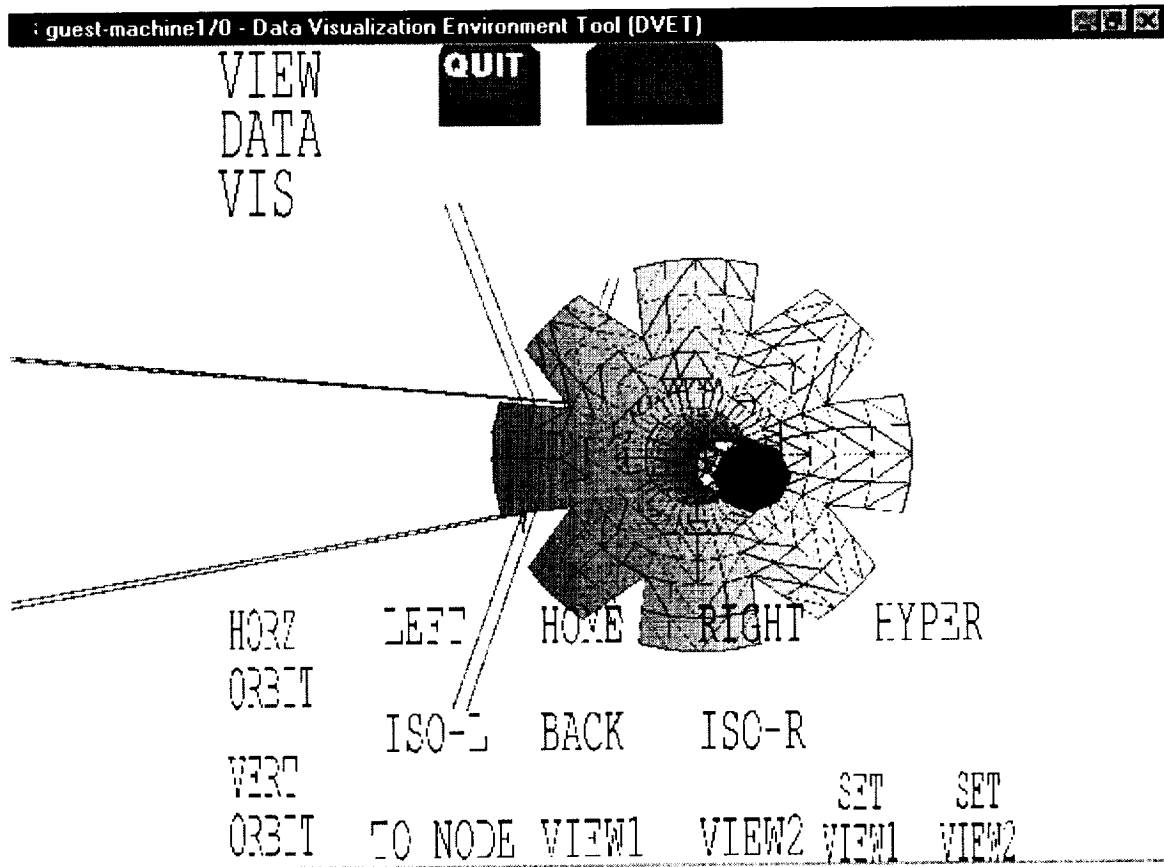 guest-machine1/0 - Data Visualization Environment Tool (DVET)
VIEW
DATA
VIS
QUIT
HORZ
ORBIT
LEFT
HOME
RIGHT
HYPER
ISO-L
BACK
ISO-R
VERT
ORBIT
TO NODE
VIEW1
VIEW2
SET
VIEW1
SET
VIEW2